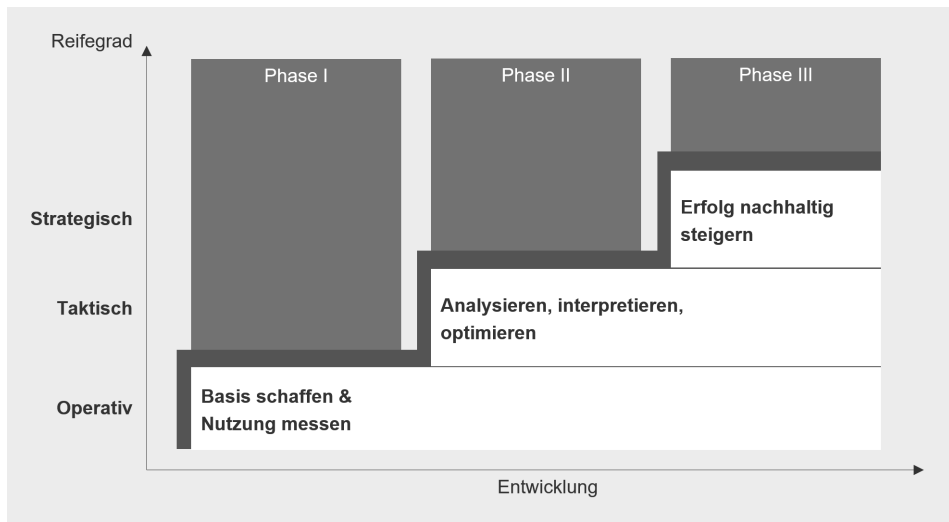 Reifegrad
Phase I
Phase II
Phase III
Strategisch
Erfolg nachhaltig
steigern
Taktisch
Analysieren, interpretieren,
optimieren
Operativ
Basis schaffen &
Nutzung messen
Entwicklung